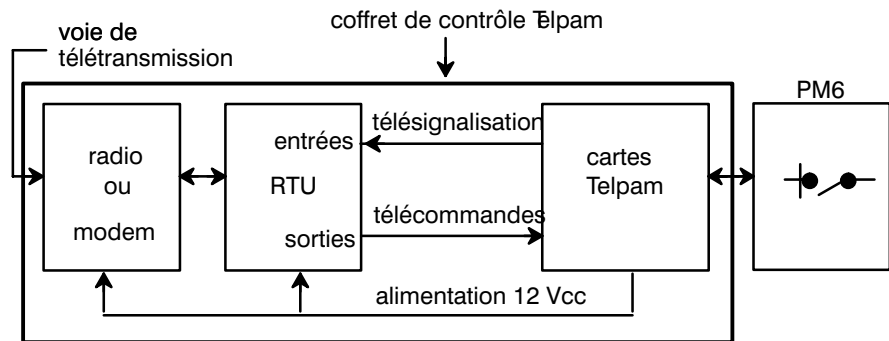 coffret de contrôle Telpam
voie de
télétransmission
PM6
radio
ou
modem
entrées
RTU
sorties
télésignalisation
télécommandes
cartes
Telpam
alimentation 12 Vcc